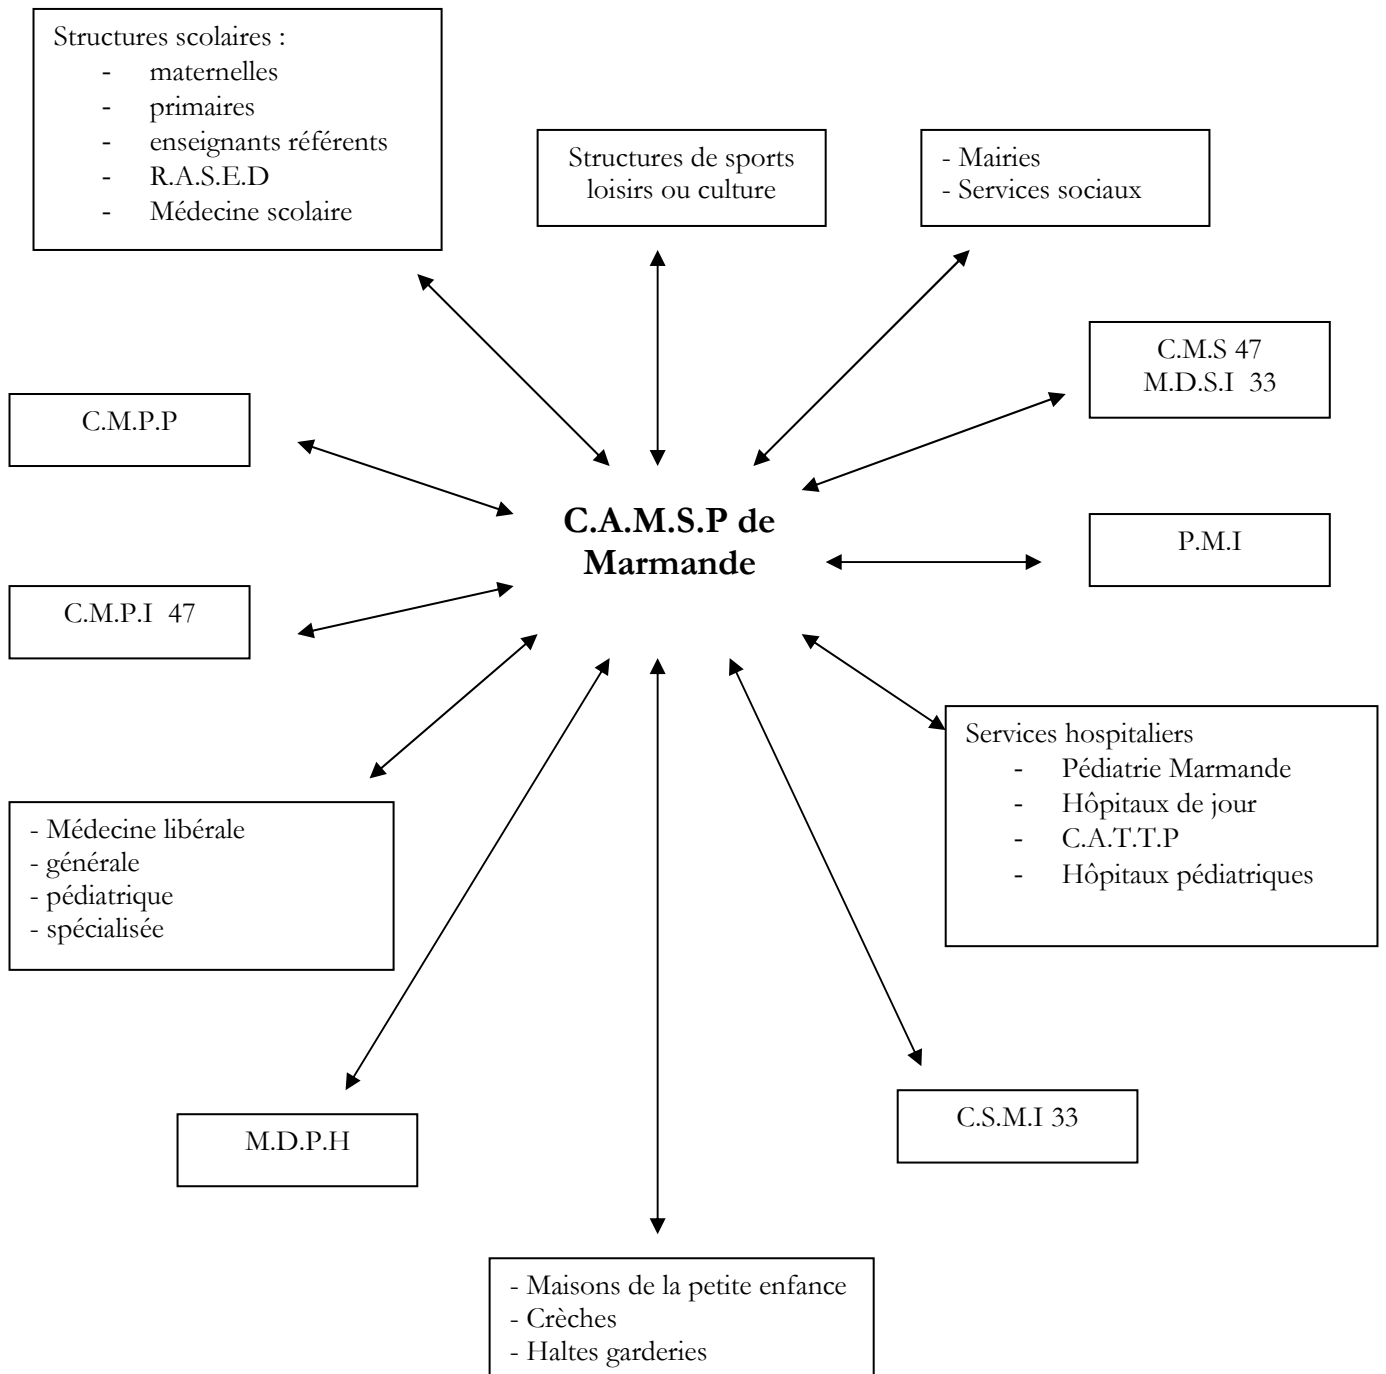 Structures scolaires :
- maternelles
- primaires
- enseignants référents
- R.A.S.E.D
- Médecine scolaire
Structures de sports
loisirs ou culture
- Mairies
- Services sociaux
C.M.S 47
M.D.S.I 33
C.M.P.P
C.A.M.S.P de
Marmande
P.M.I
C.M.P.I 47
Services hospitaliers
- Pédiatrie Marmande
- Hôpitaux de jour
- C.A.T.T.P
- Hôpitaux pédiatriques
- Médecine libérale
- générale
- pédiatrique
- spécialisée
C.S.M.I 33
M.D.P.H
- Maisons de la petite enfance
- Crèches
- Haltes garderies